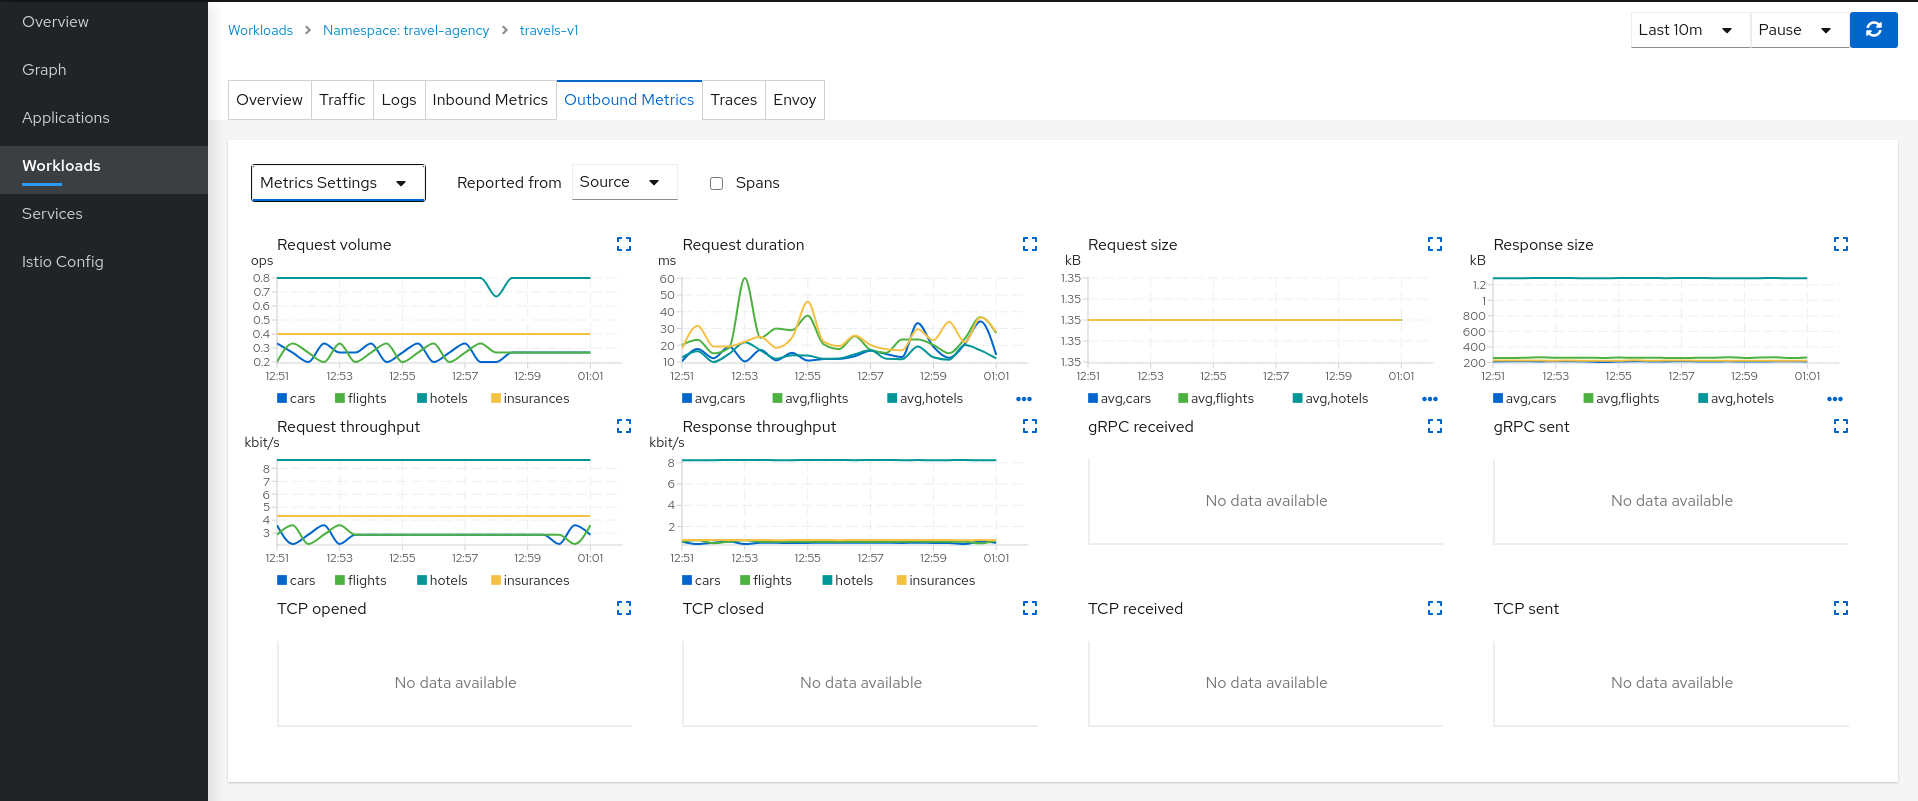 Overview
Graph
Applications
Workloads
Services
Istio Config
Workloads > Namespace: travel-agency > travels-v1
Last 10m
Pause
Overview Traffic Logs Inbound Metrics Outbound Metrics Traces Envoy
Metrics Settings Reported from Source Spans
Request volume
ops
0.8
0.7
0.6
0.5
0.4
0.3
0.2
12:51 12:53 12:55 12:57 12:59 01:01
cars flights hotels insurances
Request duration
ms
60
50
40
30
20
10
12:51 12:53 12:55 12:57 12:59 01:01
avg,cars avg,flights avg,hotels •••
Request size
kB
1.35
1.35
1.35
1.35
1.35
12:51 12:53 12:55 12:57 12:59 01:01
avg,cars avg,flights avg,hotels •••
Response size
kB
1.2
1
800
600
400
200
12:51 12:53 12:55 12:57 12:59 01:01
avg,cars avg,flights avg,hotels •••
Request throughput
kbit/s
8
7
6
5
4
3
12:51 12:53 12:55 12:57 12:59 01:01
cars flights hotels insurances
Response throughput
kbit/s
8
6
4
2
12:51 12:53 12:55 12:57 12:59 01:01
cars flights hotels insurances
gRPC received
No data available
gRPC sent
No data available
TCP opened
No data available
TCP closed
No data available
TCP received
No data available
TCP sent
No data available